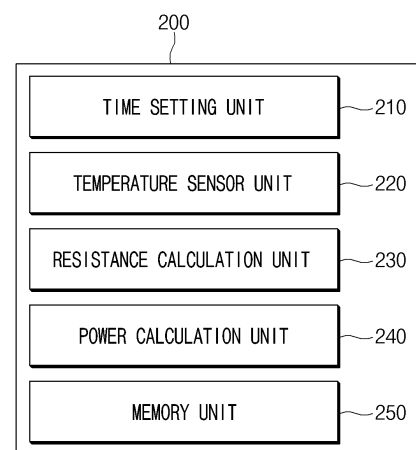 200
TIME SETTING UNIT 210
TEMPERATURE SENSOR UNIT 220
RESISTANCE CALCULATION UNIT 230
POWER CALCULATION UNIT 240
MEMORY UNIT 250